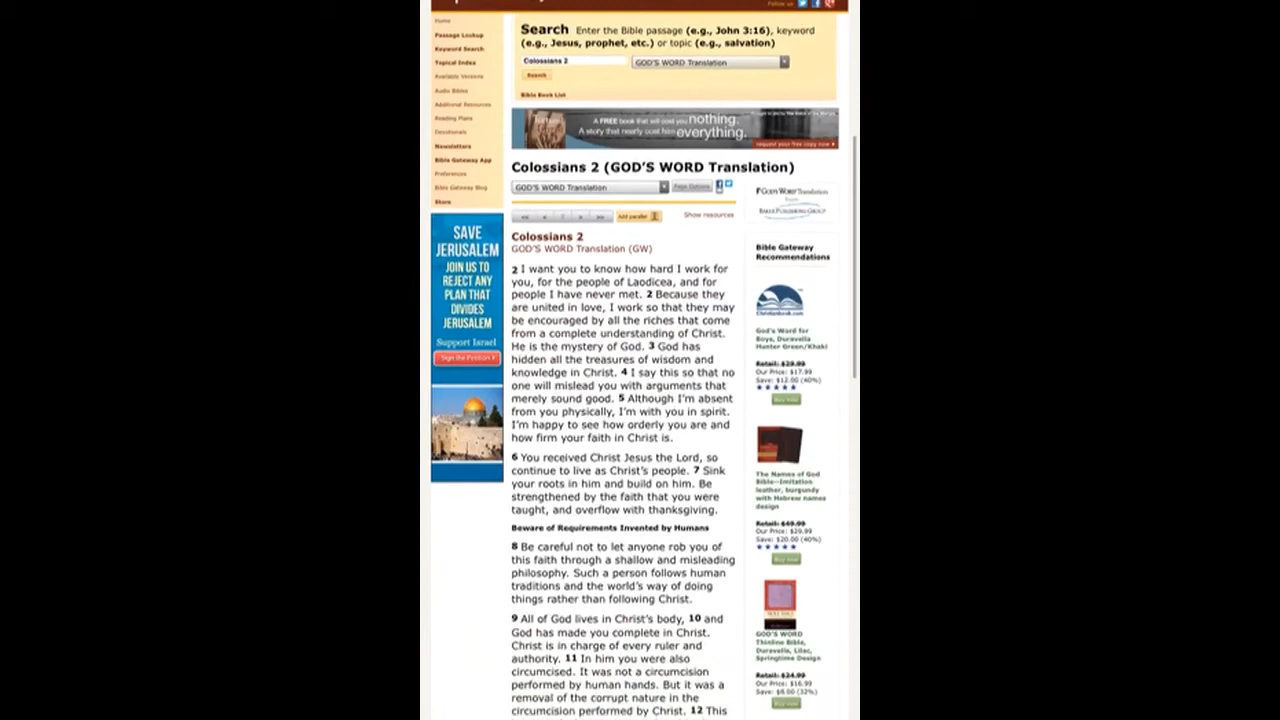 Follow us
Home
Passage Lookup
Keyword Search
Topical Index
Available Versions
Audio Bibles
Additional Resources
Reading Plans
Devotionals
Newsletters
Bible Gateway App
Preferences
Bible Gateway Blog
Store
SAVE
JERUSALEM
JOIN US TO
REJECT ANY
PLAN THAT
DIVIDES
JERUSALEM
Support Israel
Sign the Petition
Search Enter the Bible passage (e.g., John 3:16), keyword
(e.g., Jesus, prophet, etc.) or topic (e.g., salvation)
Colossians 2 GOD'S WORD Translation
Search
Bible Book List
A FREE book that will cost you nothing.
A story that nearly cost him everything.
request your free copy now
Colossians 2 (GOD'S WORD Translation)
GOD'S WORD Translation Page Options
Add parallel Show resources
Colossians 2
GOD'S WORD Translation (GW)
2 I want you to know how hard I work for
you, for the people of Laodicea, and for
people I have never met. 2 Because they
are united in love, I work so that they may
be encouraged by all the riches that come
from a complete understanding of Christ.
He is the mystery of God. 3 God has
hidden all the treasures of wisdom and
knowledge in Christ. 4 I say this so that no
one will mislead you with arguments that
merely sound good. 5 Although I'm absent
from you physically, I'm with you in spirit.
I'm happy to see how orderly you are and
how firm your faith in Christ is.
6 You received Christ Jesus the Lord, so
continue to live as Christ's people. 7 Sink
your roots in him and build on him. Be
strengthened by the faith that you were
taught, and overflow with thanksgiving.
Beware of Requirements Invented by Humans
8 Be careful not to let anyone rob you of
this faith through a shallow and misleading
philosophy. Such a person follows human
traditions and the world's way of doing
things rather than following Christ.
9 All of God lives in Christ's body, 10 and
God has made you complete in Christ.
Christ is in charge of every ruler and
authority. 11 In him you were also
circumcised. It was not a circumcision
performed by human hands. But it was a
removal of the corrupt nature in the
circumcision performed by Christ. 12 This
GOD'S WORD Translation
from
BAKER PUBLISHING GROUP
Bible Gateway
Recommendations
Christianbook.com
God's Word for
Boys, Duravella
Hunter Green/Khaki
Retail: $29.99
Our Price: $17.99
Save: $12.00 (40%)
Buy now
The Names of God
Bible--Imitation
leather, burgundy
with Hebrew names
design
Retail: $49.99
Our Price: $29.99
Save: $20.00 (40%)
Buy now
GOD'S WORD
Thinline Bible,
Duravella, Lilac,
Springtime Design
Retail: $24.99
Our Price: $16.99
Save: $8.00 (32%)
Buy now